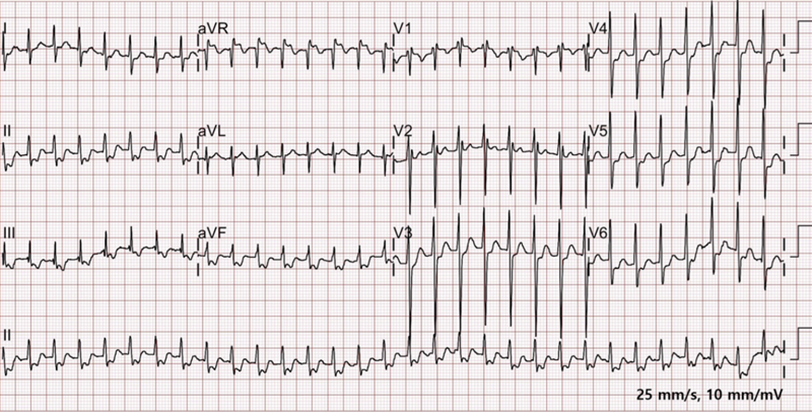 I aVR V1 V4
II aVL V2 V5
III aVF V3 V6
II
25 mm/s, 10 mm/mV